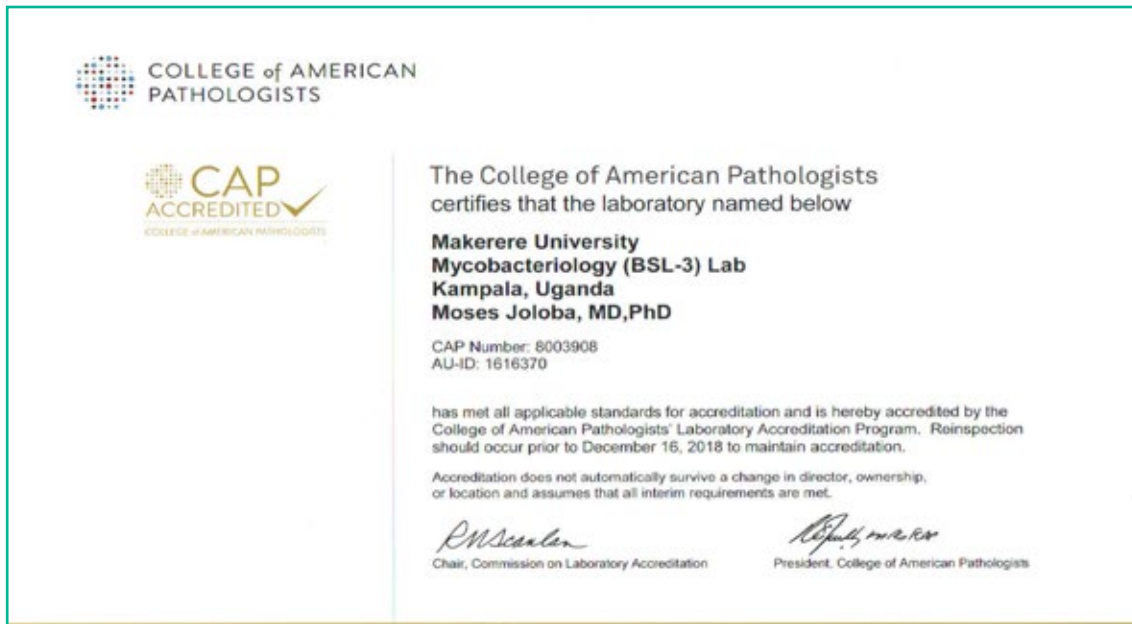 COLLEGE of AMERICAN
PATHOLOGISTS
CAP
ACCREDITED
COLLEGE of AMERICAN PATHOLOGISTS
The College of American Pathologists
certifies that the laboratory named below
Makerere University
Mycobacteriology (BSL-3) Lab
Kampala, Uganda
Moses Joloba, MD,PhD
CAP Number: 8003908
AU-ID: 1616370
has met all applicable standards for accreditation and is hereby accredited by the
College of American Pathologists' Laboratory Accreditation Program. Reinspection
should occur prior to December 16, 2018 to maintain accreditation.
Accreditation does not automatically survive a change in director, ownership,
or location and assumes that all interim requirements are met.
Chair, Commission on Laboratory Accreditation
President, College of American Pathologists